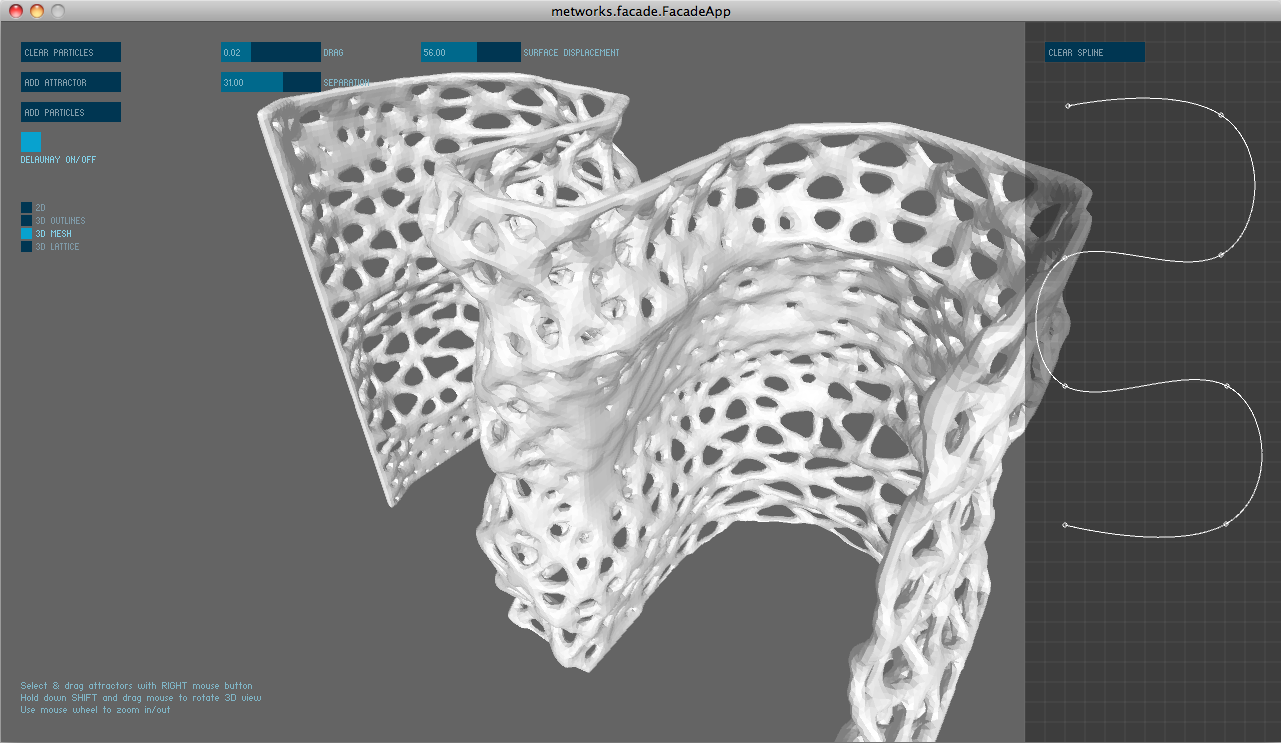 metworks.facade.FacadeApp
CLEAR PARTICLES
0.02 DRAG
56.00 SURFACE DISPLACEMENT
CLEAR SPLINE
ADD ATTRACTOR
31.00 SEPARATION
ADD PARTICLES
DELAUNAY ON/OFF
2D
3D OUTLINES
3D MESH
3D LATTICE
Select & drag attractors with RIGHT mouse button
Hold down SHIFT and drag mouse to rotate 3D view
Use mouse wheel to zoom in/out